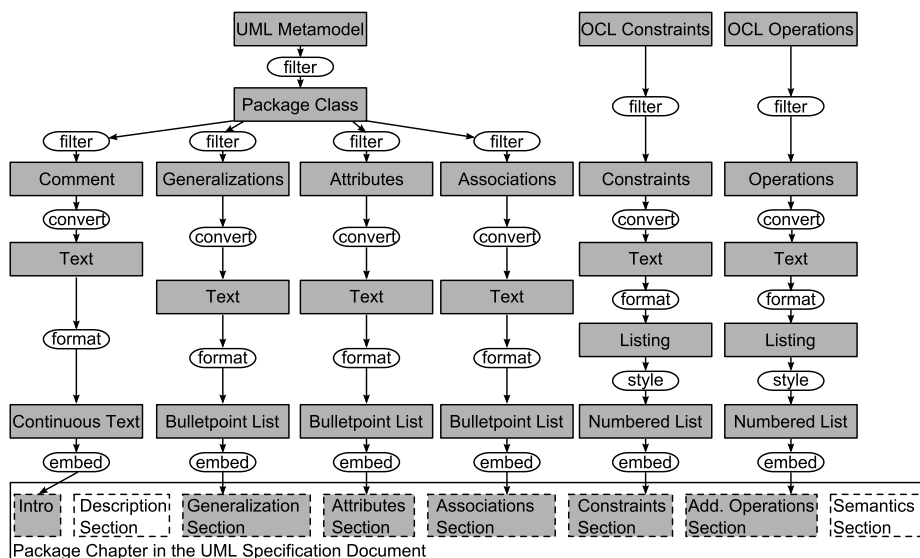 UML Metamodel
OCL Constraints
OCL Operations
filter
Package Class
filter
filter
filter
filter
filter
filter
Comment
Generalizations
Attributes
Associations
Constraints
Operations
convert
convert
convert
convert
convert
convert
Text
Text
Text
Text
Text
Text
format
format
format
format
format
format
Listing
Listing
style
style
Continuous Text
Bulletpoint List
Bulletpoint List
Bulletpoint List
Numbered List
Numbered List
embed
embed
embed
embed
embed
embed
Intro
Description
Section
Generalization
Section
Attributes
Section
Associations
Section
Constraints
Section
Add. Operations
Section
Semantics
Section
Package Chapter in the UML Specification Document